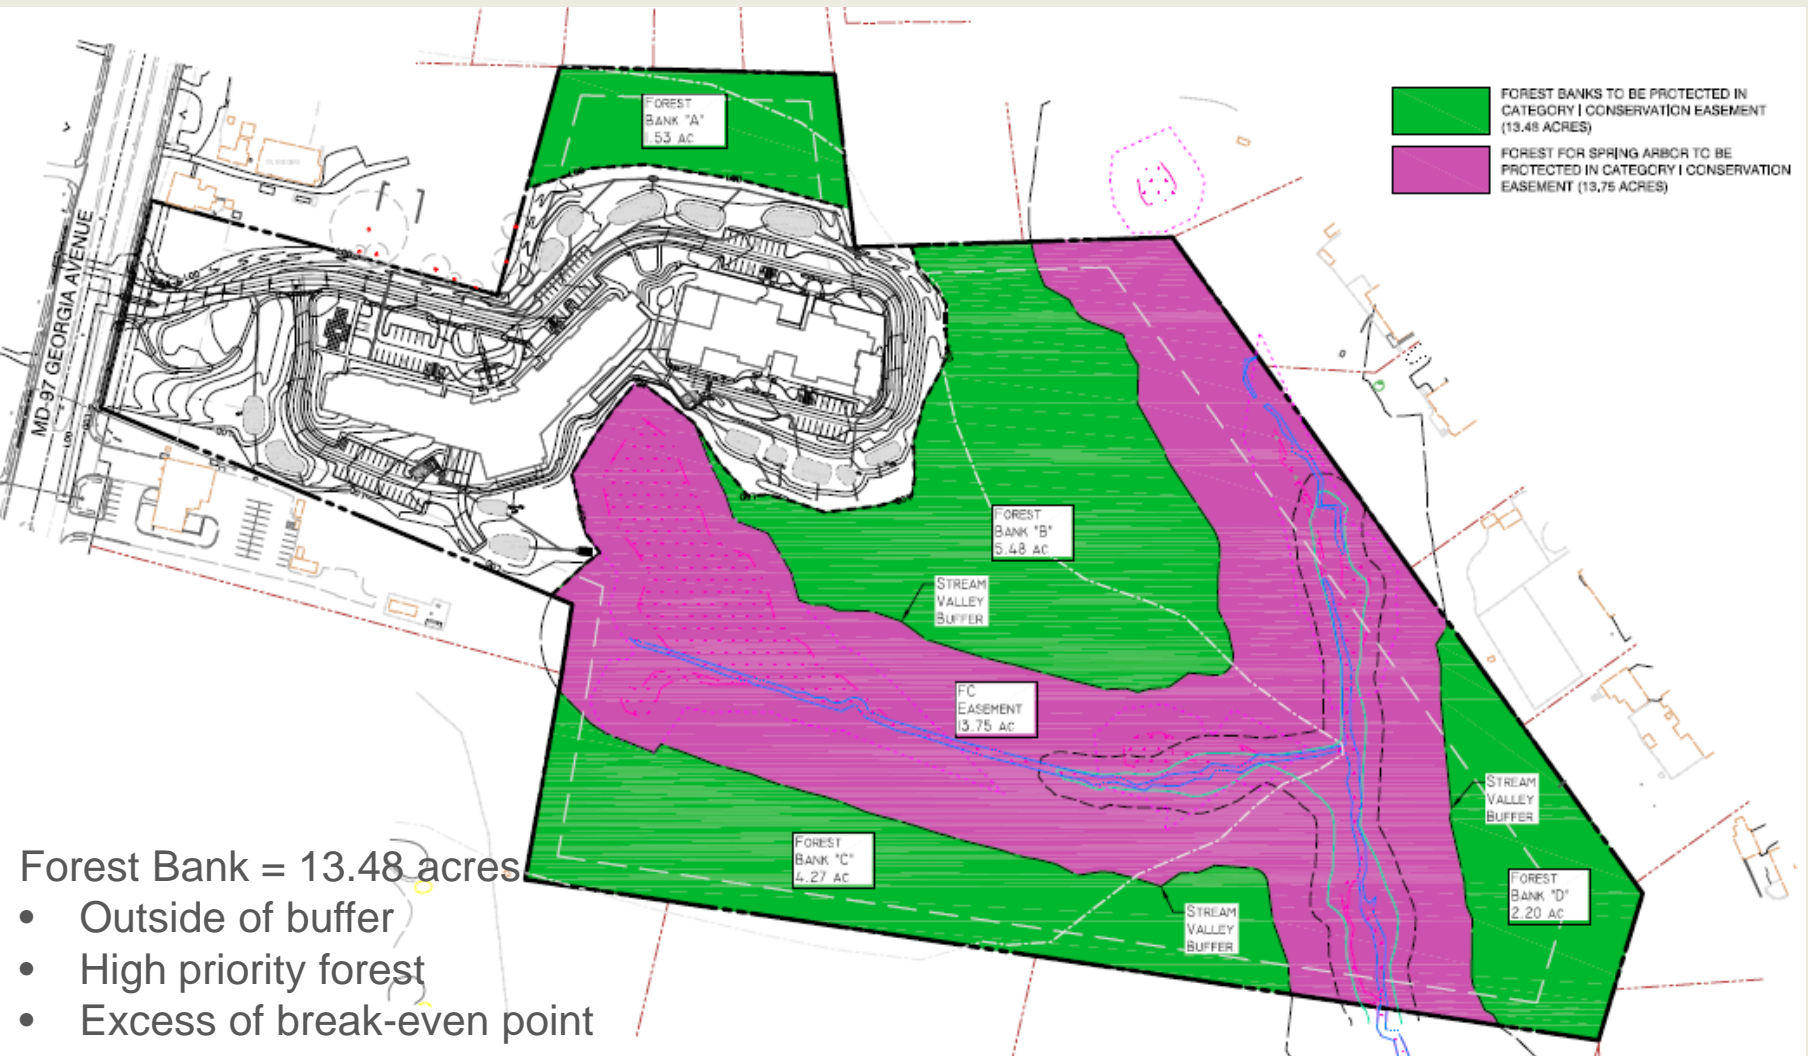 FOREST BANKS TO BE PROTECTED IN
CATEGORY I CONSERVATION EASEMENT
(13.48 ACRES)
FOREST FOR SPRING ARBOR TO BE
PROTECTED IN CATEGORY I CONSERVATION
EASEMENT (13.75 ACRES)
FOREST
BANK "A"
1.53 AC
MD-97 GEORGIA AVENUE
FOREST
BANK "B"
5.48 AC
STREAM
VALLEY
BUFFER
FC
EASEMENT
13.75 AC
STREAM
VALLEY
BUFFER
FOREST
BANK "C"
4.27 AC
FOREST
BANK "D"
2.20 AC
STREAM
VALLEY
BUFFER
Forest Bank = 13.48 acres
• Outside of buffer
• High priority forest
• Excess of break-even point